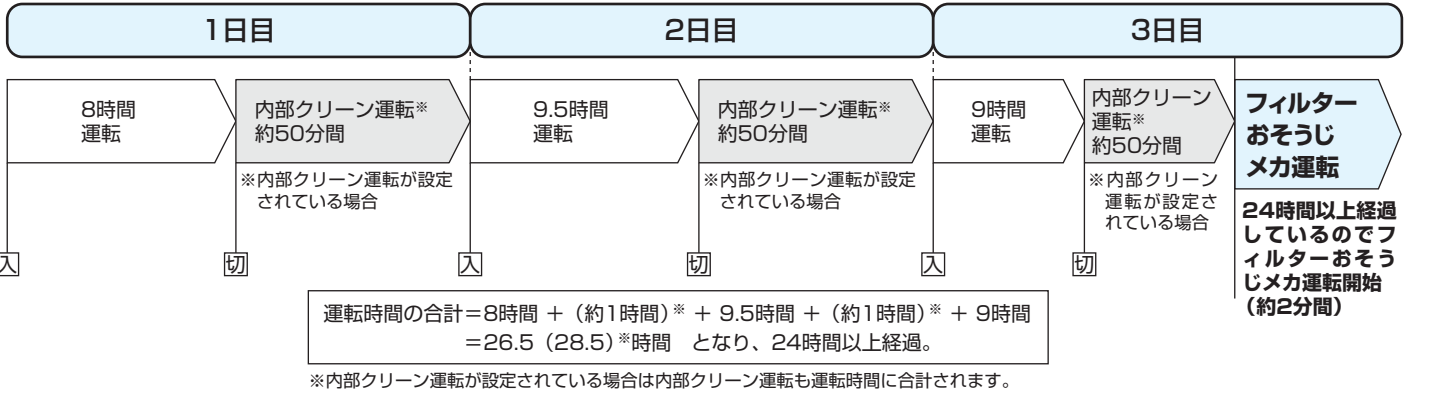 1日目
2日目
3日目
8時間
運転
内部クリーン運転※
約50分間
※内部クリーン運転が設定
されている場合
9.5時間
運転
内部クリーン運転※
約50分間
※内部クリーン運転が設定
されている場合
9時間
運転
内部クリーン
運転※
約50分間
※内部クリーン
運転が設定さ
れている場合
フィルター
おそうじ
メカ運転
24時間以上経過
しているのでフ
ィルターおそう
じメカ運転開始
（約2分間）
入
切
入
切
入
切
運転時間の合計＝8時間 ＋（約1時間）※ ＋ 9.5時間 ＋（約1時間）※ ＋ 9時間
＝26.5（28.5）※時間　となり、24時間以上経過。
※内部クリーン運転が設定されている場合は内部クリーン運転も運転時間に合計されます。